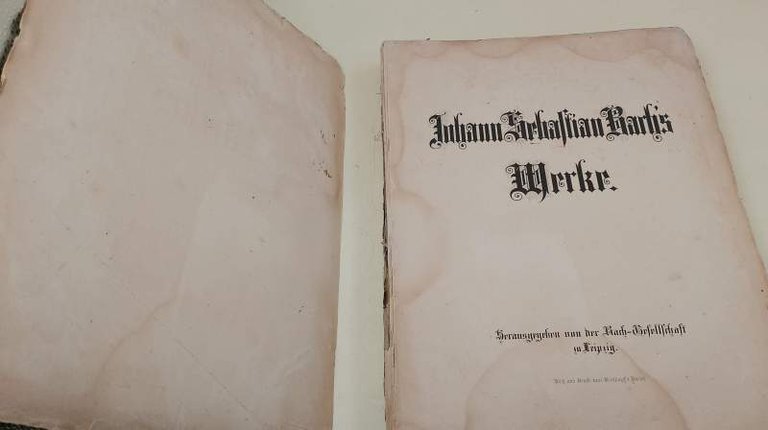 Johann Sebastian Bach's
Werke.
Herausgegeben von der Bach-Gesellschaft
zu Leipzig.